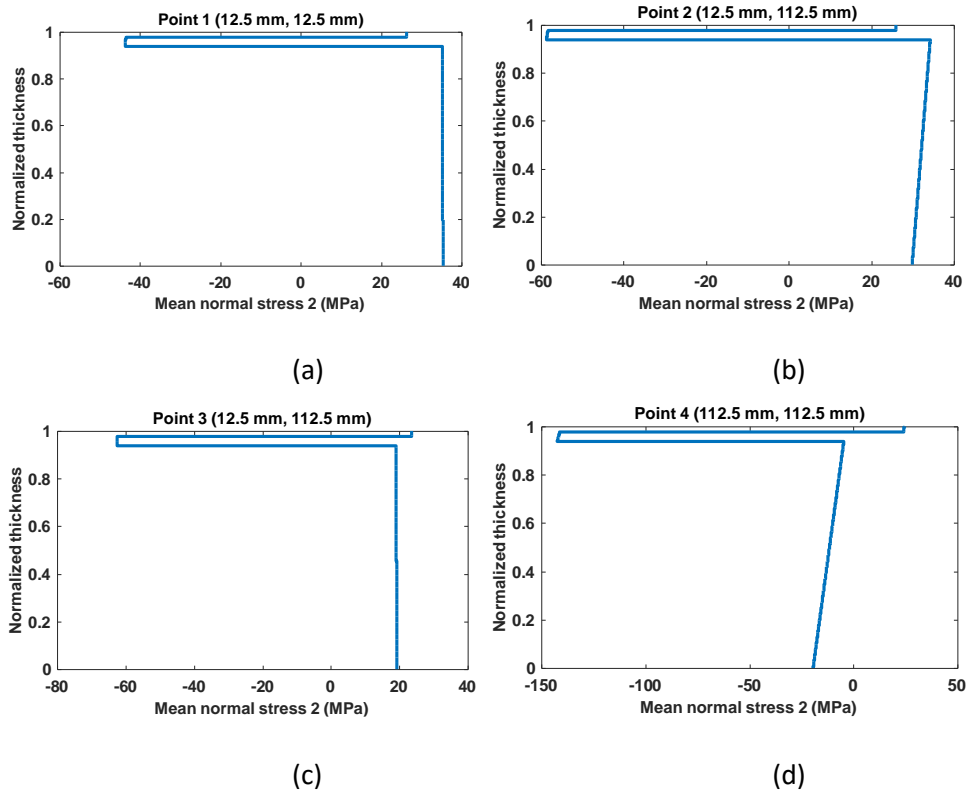 Point 1 (12.5 mm, 12.5 mm)
1
0.8
0.6
0.4
0.2
0
Normalized thickness
-60 -40 -20 0 20 40
Mean normal stress 2 (MPa)
(a)
Point 2 (12.5 mm, 112.5 mm)
1
0.8
0.6
0.4
0.2
0
Normalized thickness
-60 -40 -20 0 20 40
Mean normal stress 2 (MPa)
(b)
Point 3 (12.5 mm, 112.5 mm)
1
0.8
0.6
0.4
0.2
0
Normalized thickness
-80 -60 -40 -20 0 20 40
Mean normal stress 2 (MPa)
(c)
Point 4 (112.5 mm, 112.5 mm)
1
0.8
0.6
0.4
0.2
0
Normalized thickness
-150 -100 -50 0 50
Mean normal stress 2 (MPa)
(d)